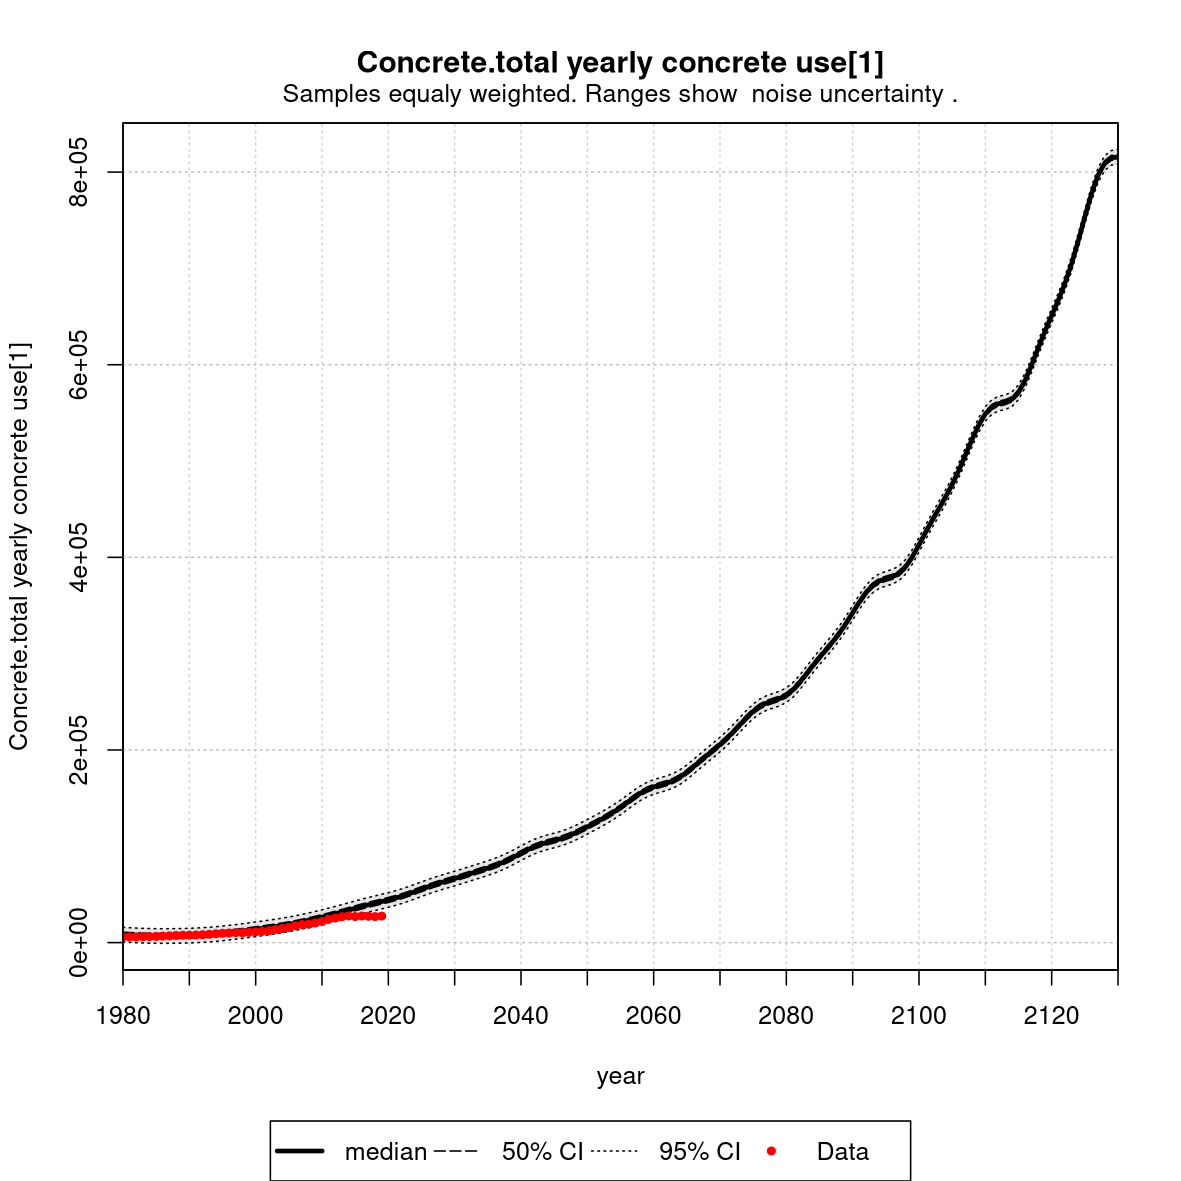 Concrete.total yearly concrete use[1]
Samples equaly weighted. Ranges show  noise uncertainty .
Concrete.total yearly concrete use[1]
8e+05
6e+05
4e+05
2e+05
0e+00
1980 2000 2020 2040 2060 2080 2100 2120
year
median 50% CI 95% CI Data